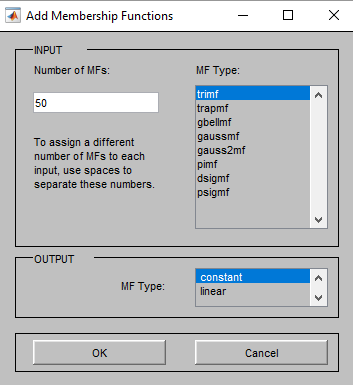 Add Membership Functions
INPUT
Number of MFs:
50
To assign a different
number of MFs to each
input, use spaces to
separate these numbers.
MF Type:
trimf
trapmf
gbellmf
gaussmf
gauss2mf
pimf
dsigmf
psigmf
OUTPUT
MF Type:
constant
linear
OK
Cancel